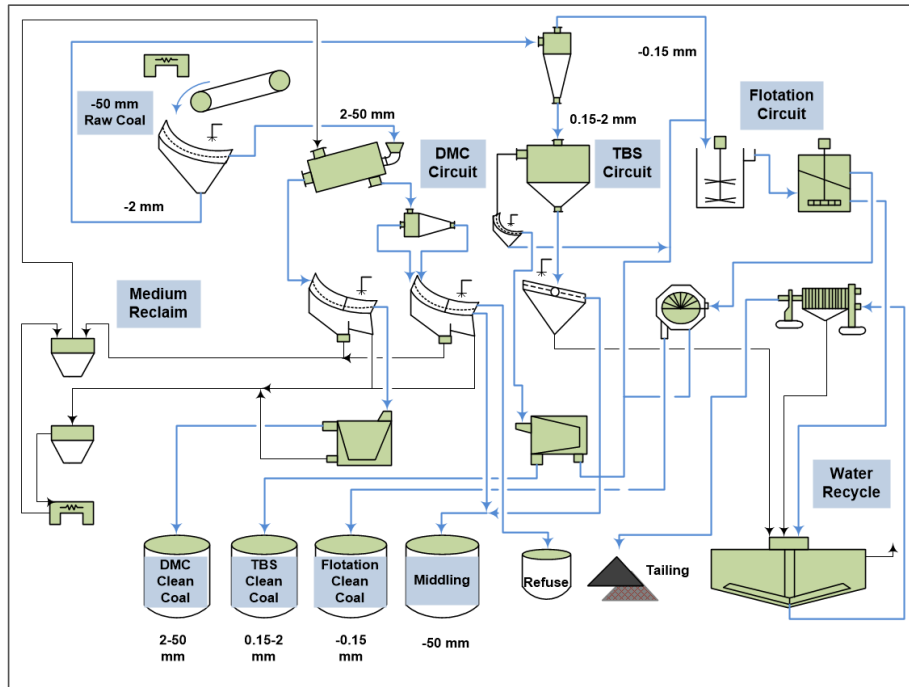 -0.15 mm
-50 mm
Raw Coal
2-50 mm
0.15-2 mm
Flotation
Circuit
DMC
Circuit
TBS
Circuit
-2 mm
Medium
Reclaim
Water
Recycle
DMC
Clean
Coal
TBS
Clean
Coal
Flotation
Clean
Coal
Middling
Refuse
Tailing
2-50
mm
0.15-2
mm
-0.15
mm
-50 mm